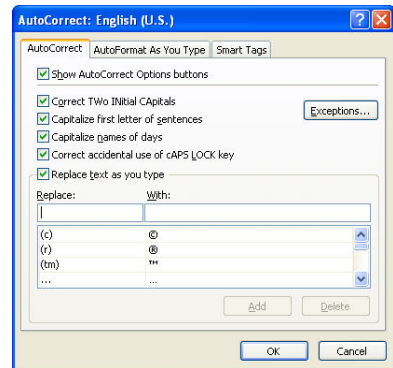 AutoCorrect: English (U.S.)
AutoCorrect AutoFormat As You Type Smart Tags
Show AutoCorrect Options buttons
Correct TWo INitial CApitals
Exceptions...
Capitalize first letter of sentences
Capitalize names of days
Correct accidental use of cAPS LOCK key
Replace text as you type
Replace: With:
(c) ©
(r) ®
(tm) ™
... ...
Add Delete
OK Cancel